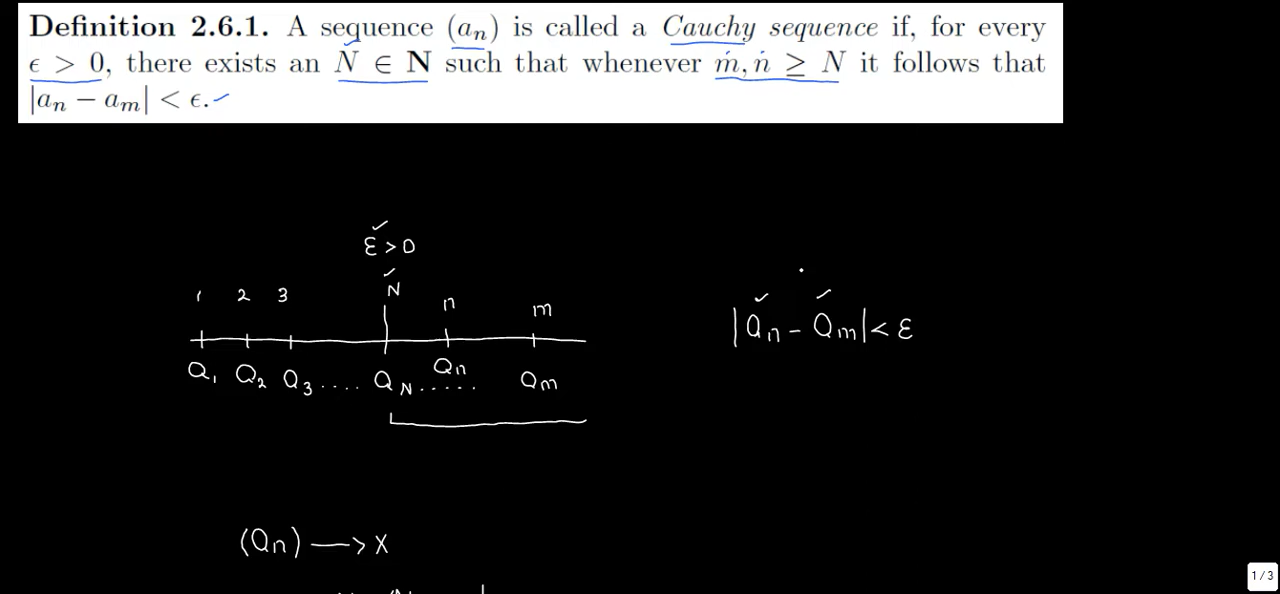 Definition 2.6.1. A sequence (aₙ) is called a Cauchy sequence if, for every
ϵ > 0, there exists an N ∈ N such that whenever m, n ≥ N it follows that
|aₙ − aₘ| < ϵ.
ε > 0
1 2 3 N n m
a₁ a₂ a₃ .... a_N ..... aₙ aₘ
|aₙ - aₘ| < ε
(aₙ) → x
1 / 3